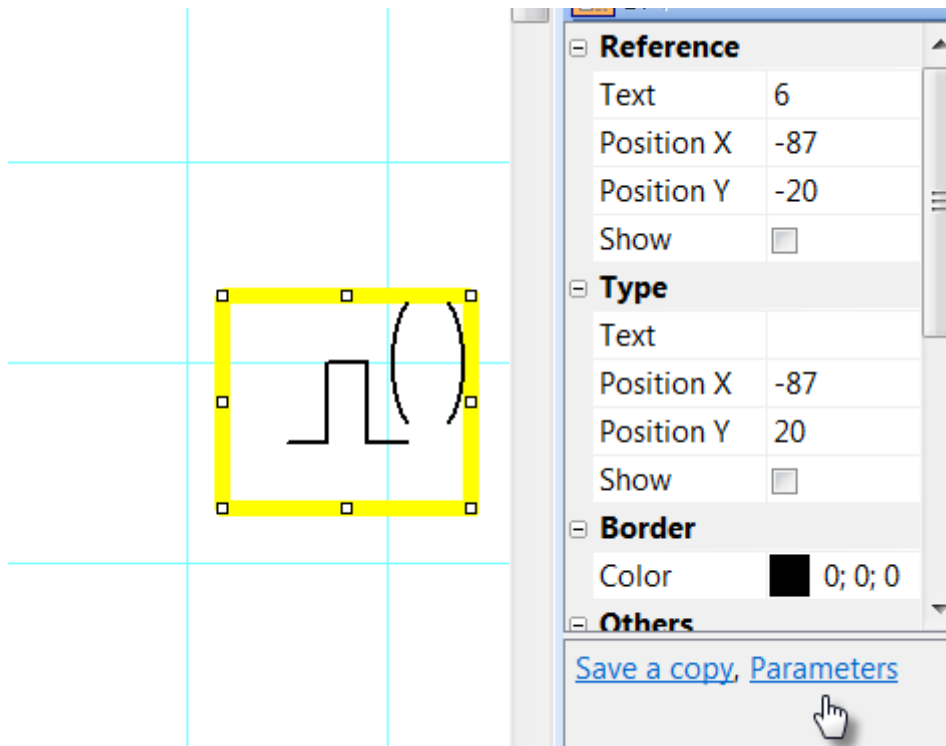 Reference
Text 6
Position X -87
Position Y -20
Show
Type
Text
Position X -87
Position Y 20
Show
Border
Color 0; 0; 0
Others
Save a copy, Parameters